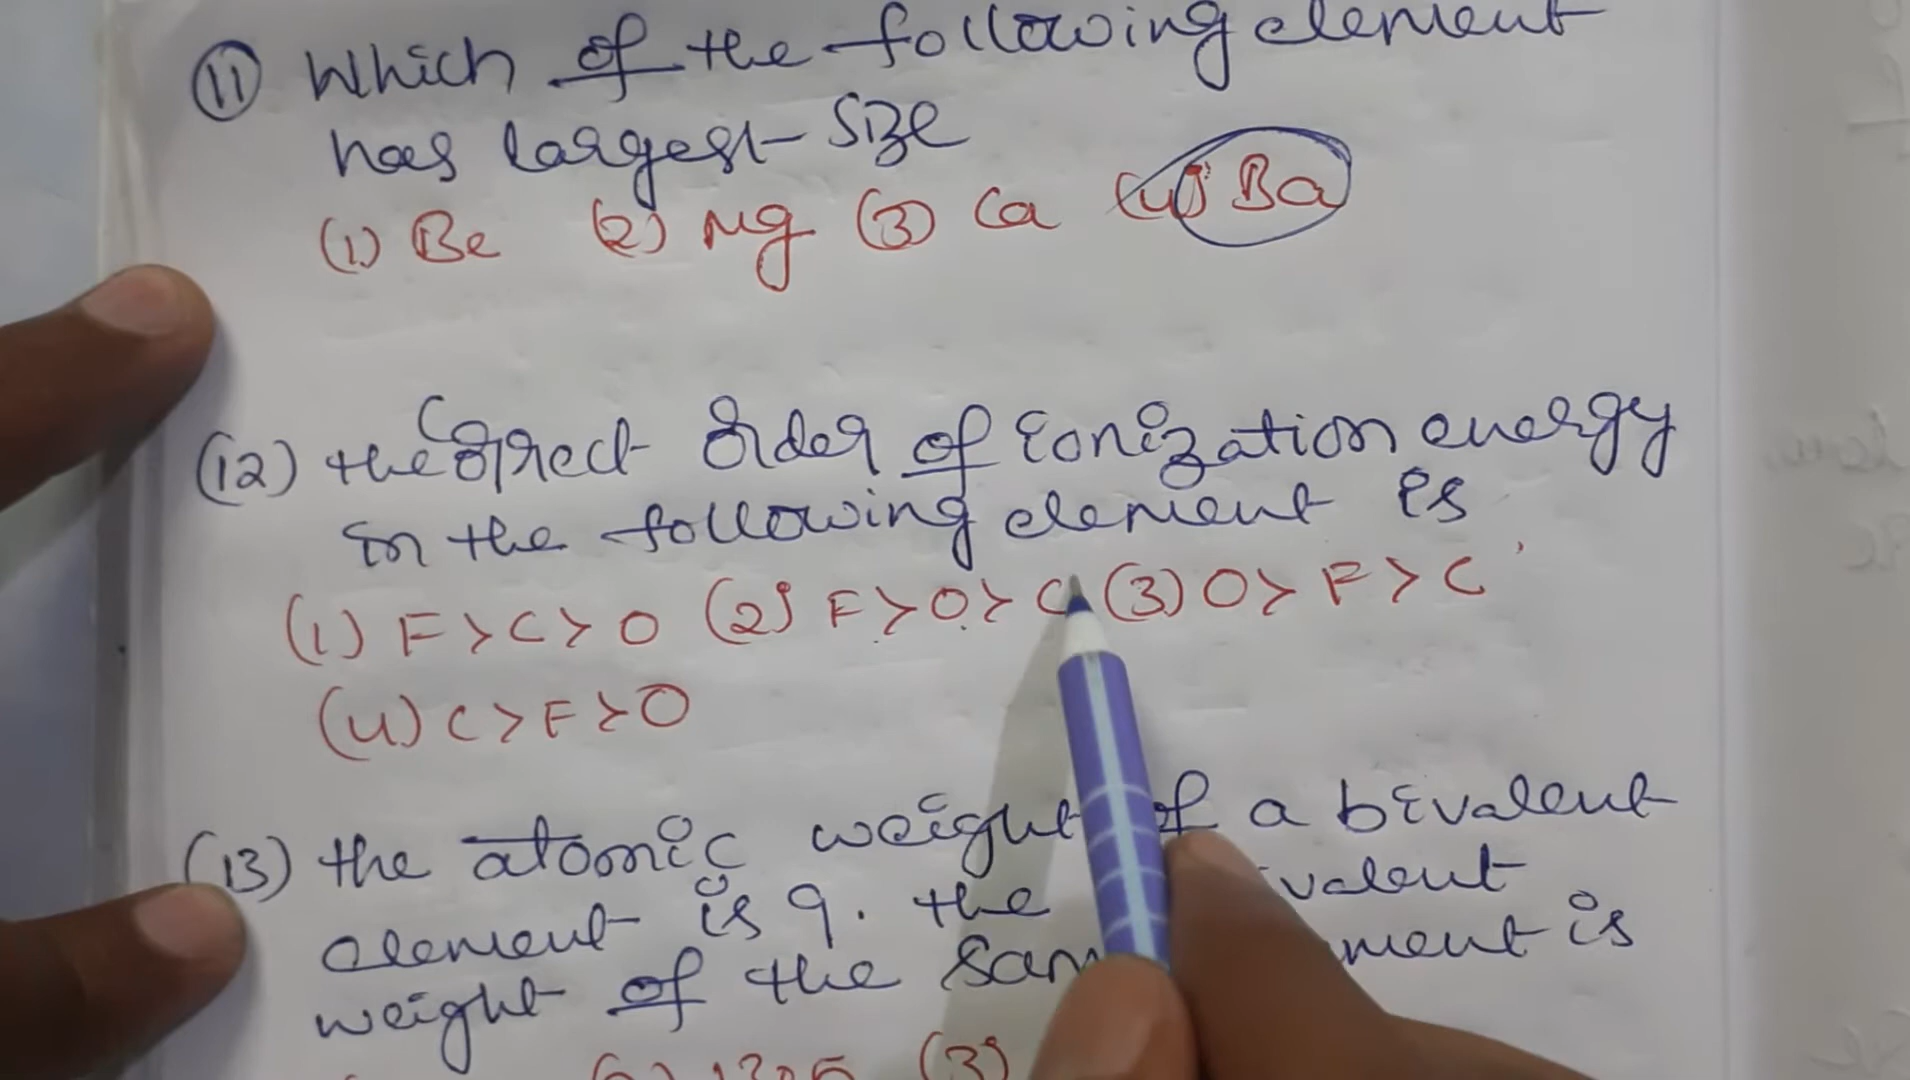 (11) Which of the following element
has largest size
(1) Be (2) Mg (3) Ca (4) Ba
(12) the correct order of ionization energy
in the following element is
(1) F > C > O (2) F > O > C (3) O > F > C
(4) C > F > O
(13) the atomic weight of a bivalent
element is 9. the valent
weight of the sam ment is
(3)